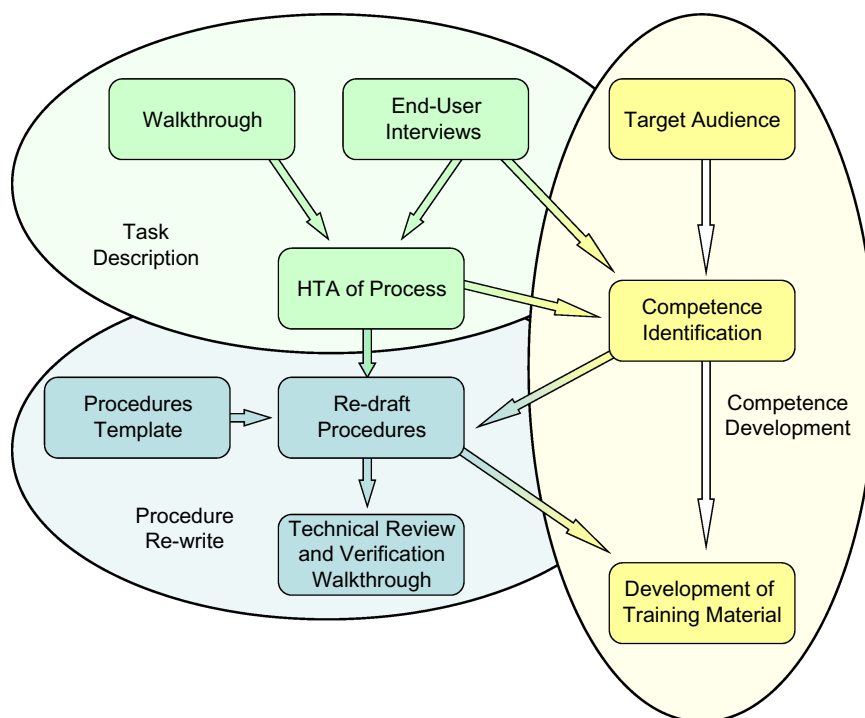 Walkthrough
End-User
Interviews
Target Audience
Task
Description
HTA of Process
Competence
Identification
Procedures
Template
Re-draft
Procedures
Competence
Development
Procedure
Re-write
Technical Review
and Verification
Walkthrough
Development of
Training Material